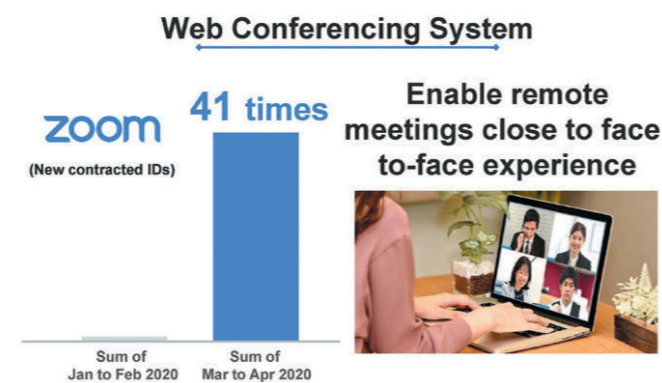 Web Conferencing System
zoom
(New contracted IDs)
41 times
Sum of
Jan to Feb 2020
Sum of
Mar to Apr 2020
Enable remote
meetings close to face
to-face experience